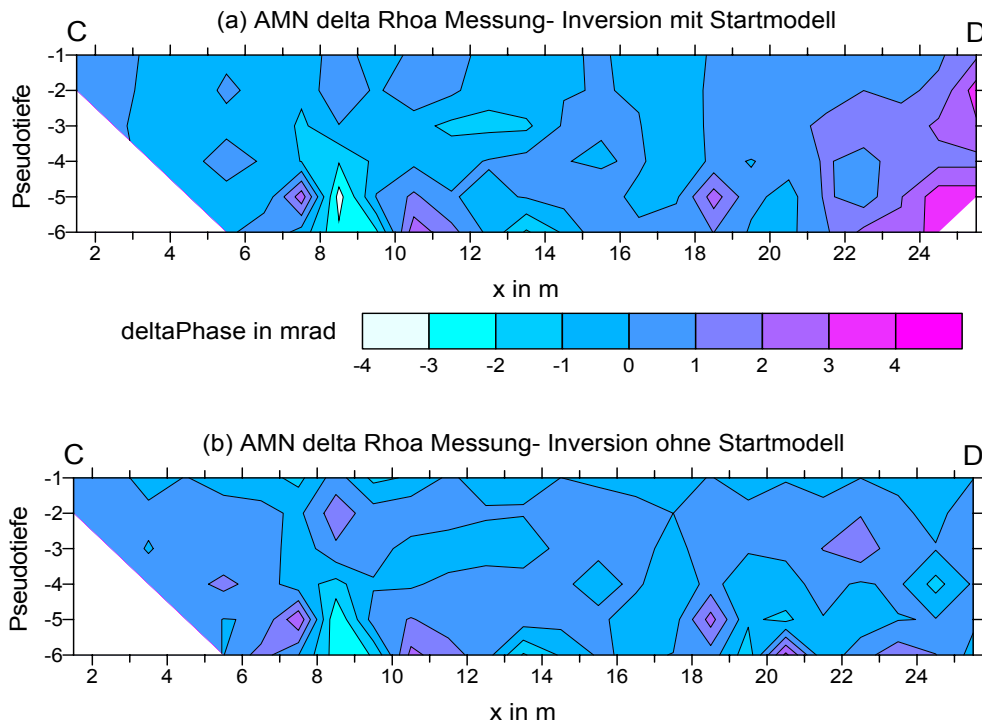 (a) AMN delta Rhoa Messung- Inversion mit Startmodell
C D
-1
-2
-3
-4
-5
-6
Pseudotiefe
2 4 6 8 10 12 14 16 18 20 22 24
x in m
deltaPhase in mrad
-4 -3 -2 -1 0 1 2 3 4
(b) AMN delta Rhoa Messung- Inversion ohne Startmodell
C D
-1
-2
-3
-4
-5
-6
Pseudotiefe
2 4 6 8 10 12 14 16 18 20 22 24
x in m